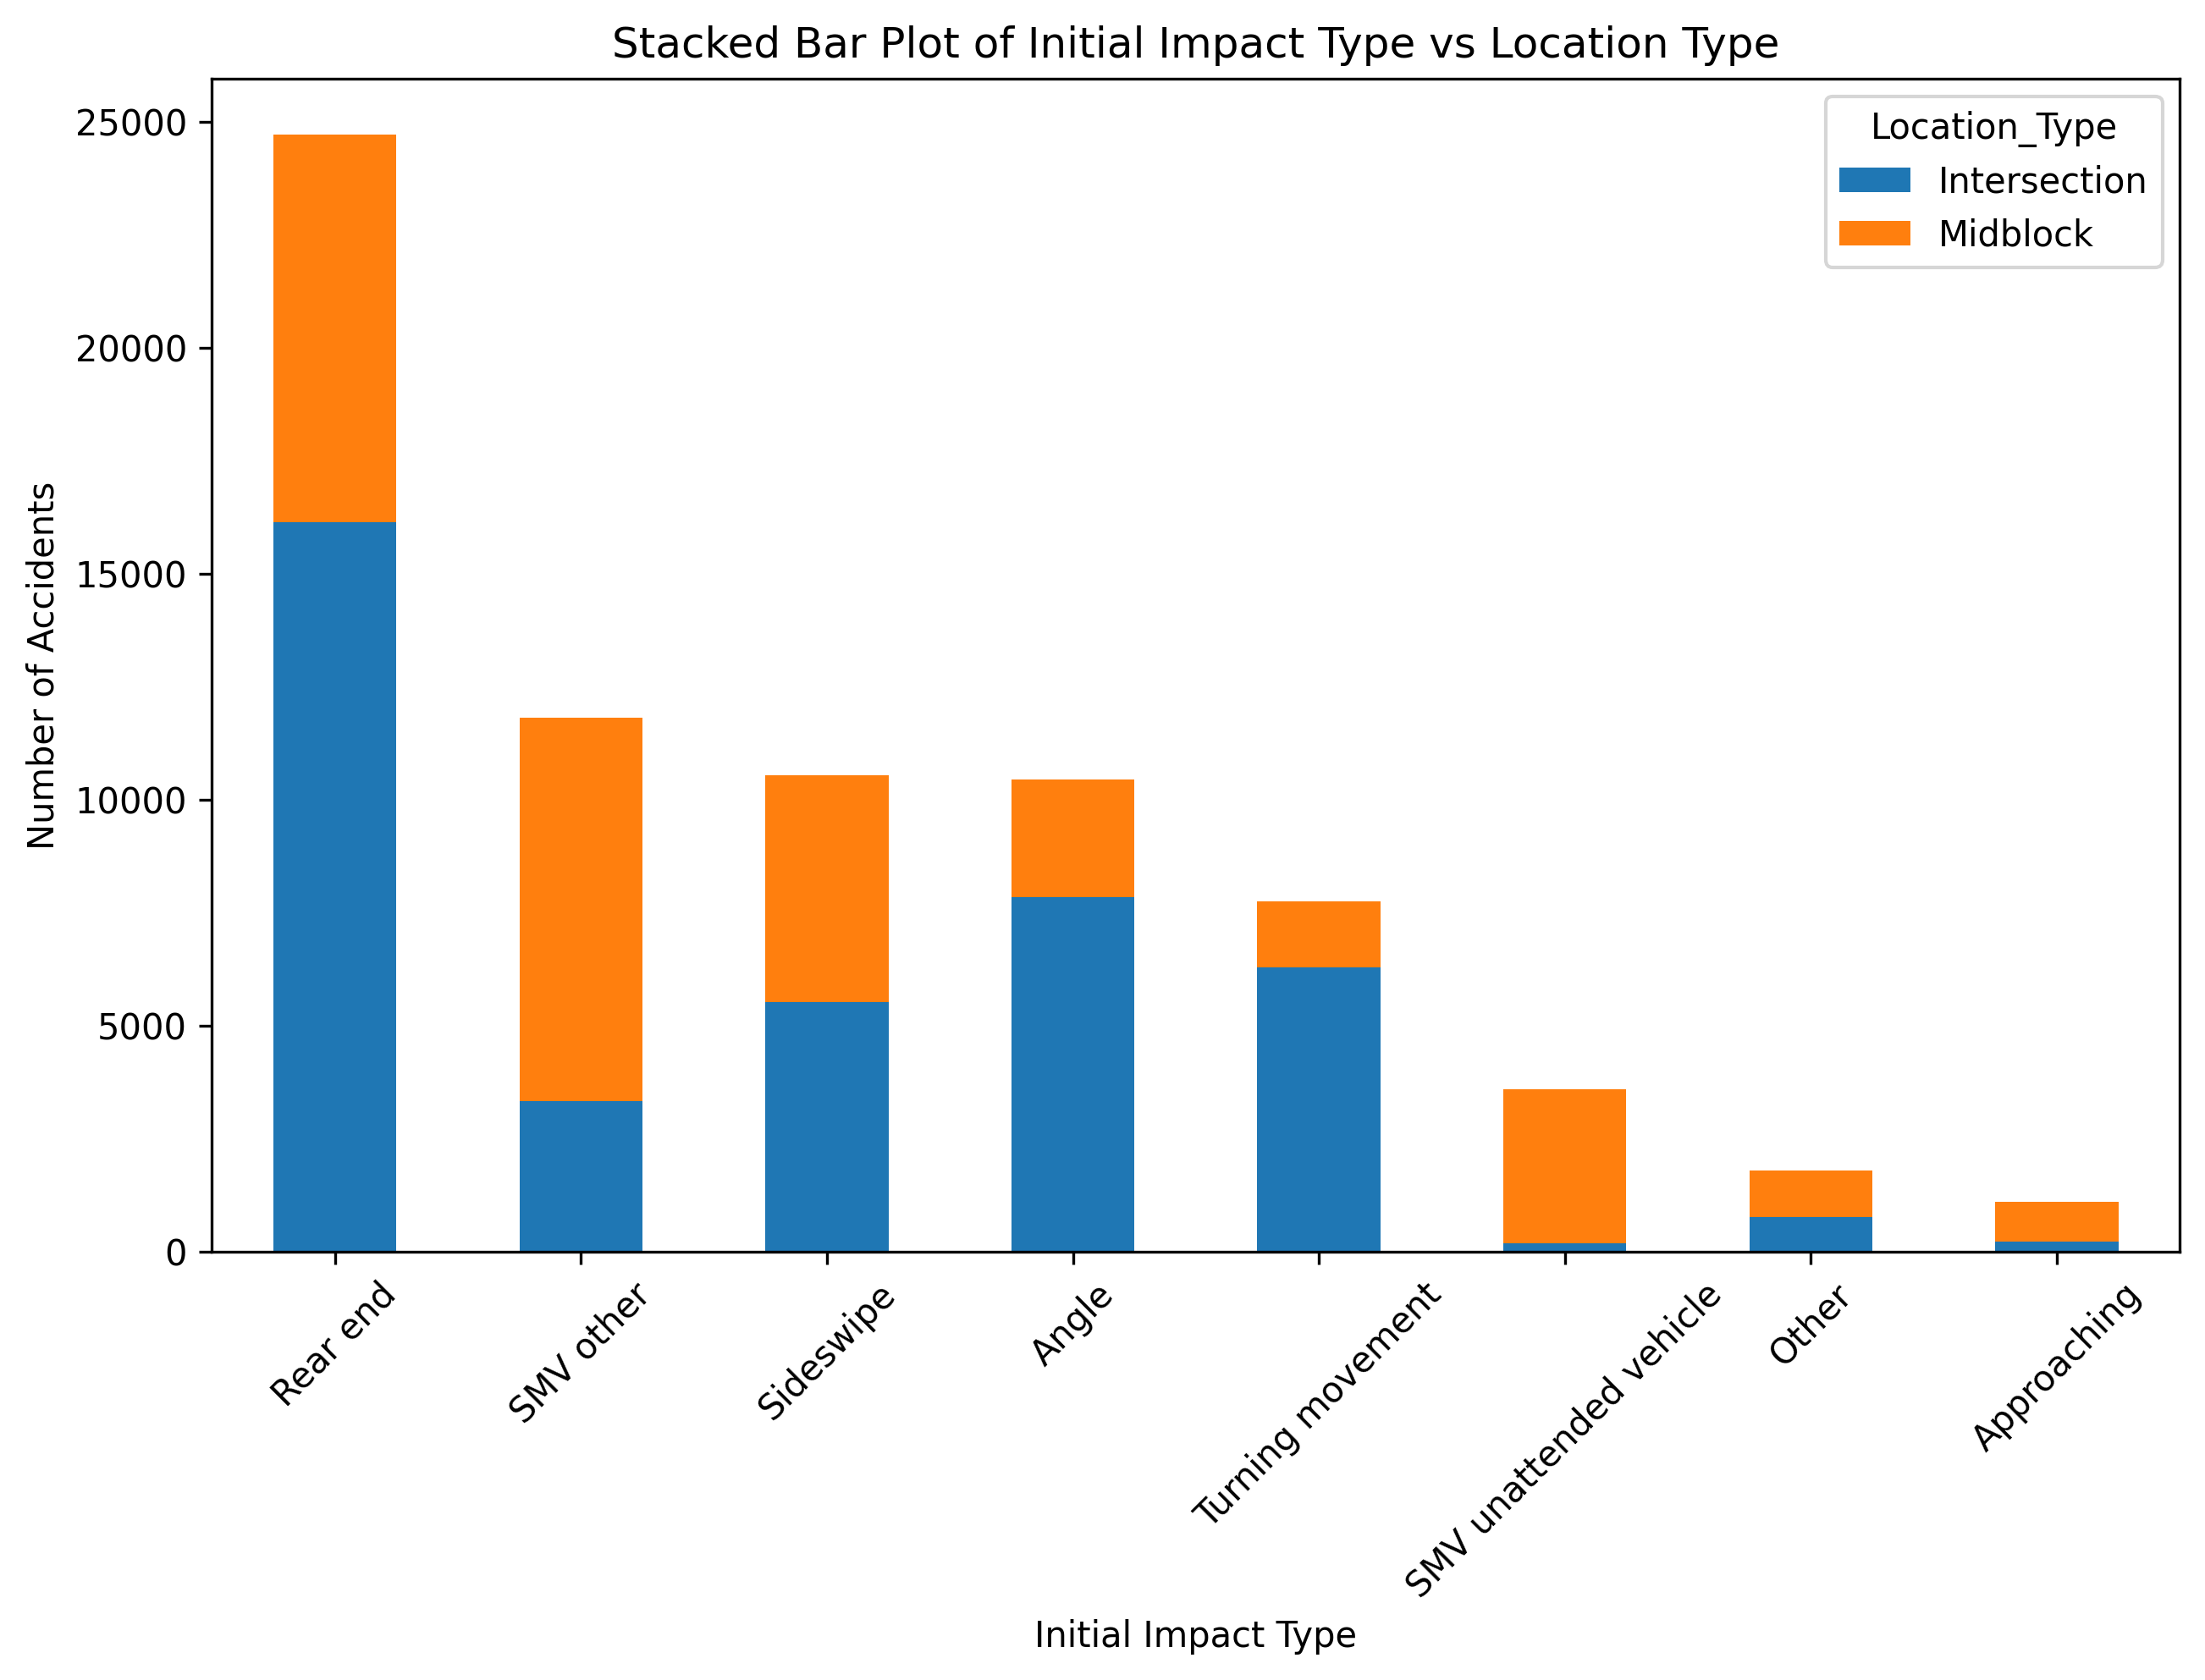 Stacked Bar Plot of Initial Impact Type vs Location Type
Location_Type
Intersection
Midblock
Number of Accidents
25000
20000
15000
10000
5000
0
Rear end
SMV other
Sideswipe
Angle
Turning movement
SMV unattended vehicle
Other
Approaching
Initial Impact Type